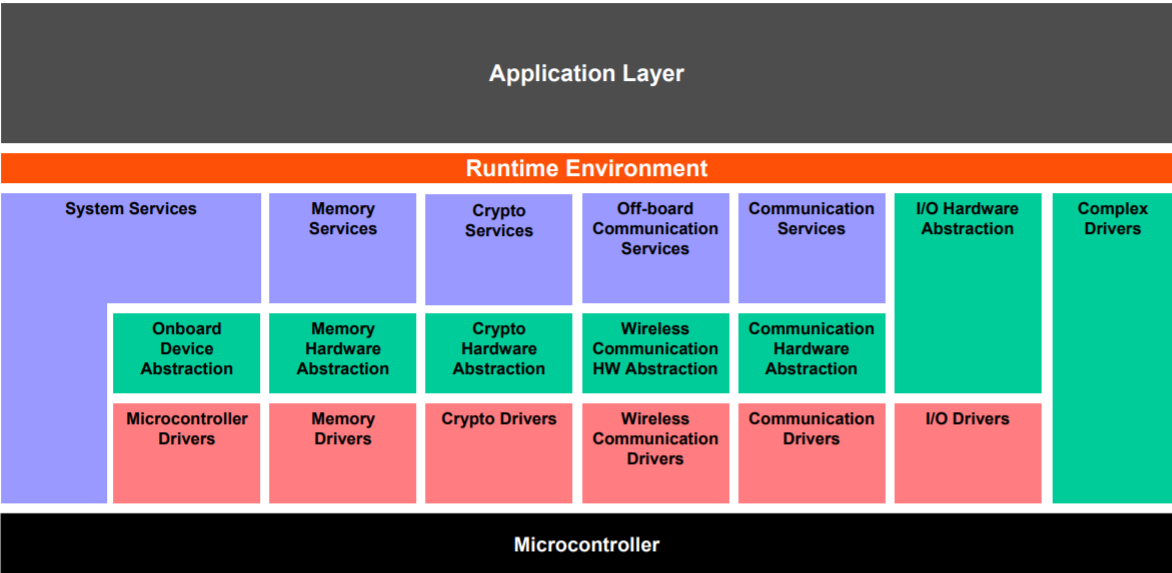 Application Layer
Runtime Environment
System Services
Memory
Services
Crypto
Services
Off-board
Communication
Services
Communication
Services
I/O Hardware
Abstraction
Complex
Drivers
Onboard
Device
Abstraction
Memory
Hardware
Abstraction
Crypto
Hardware
Abstraction
Wireless
Communication
HW Abstraction
Communication
Hardware
Abstraction
Microcontroller
Drivers
Memory
Drivers
Crypto Drivers
Wireless
Communication
Drivers
Communication
Drivers
I/O Drivers
Microcontroller